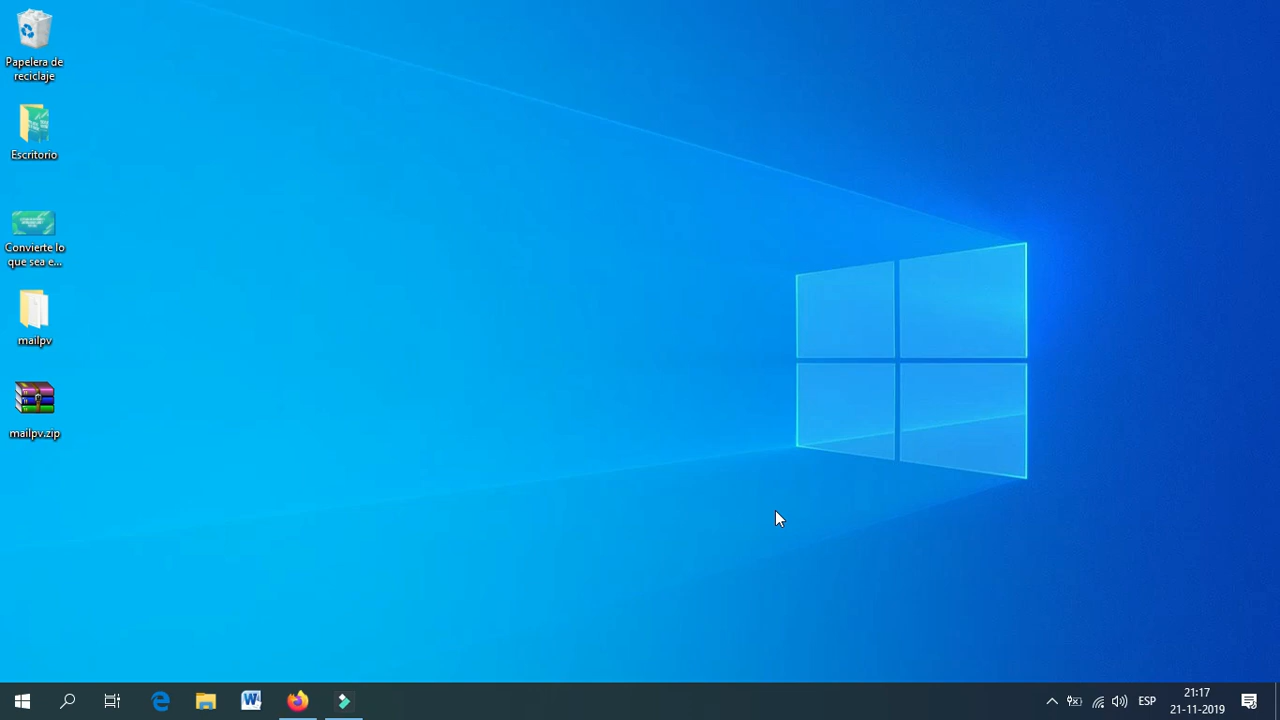 Papelera de
reciclaje
Escritorio
Convierte lo
que sea e...
mailpv
mailpv.zip
ESP
21:17
21-11-2019